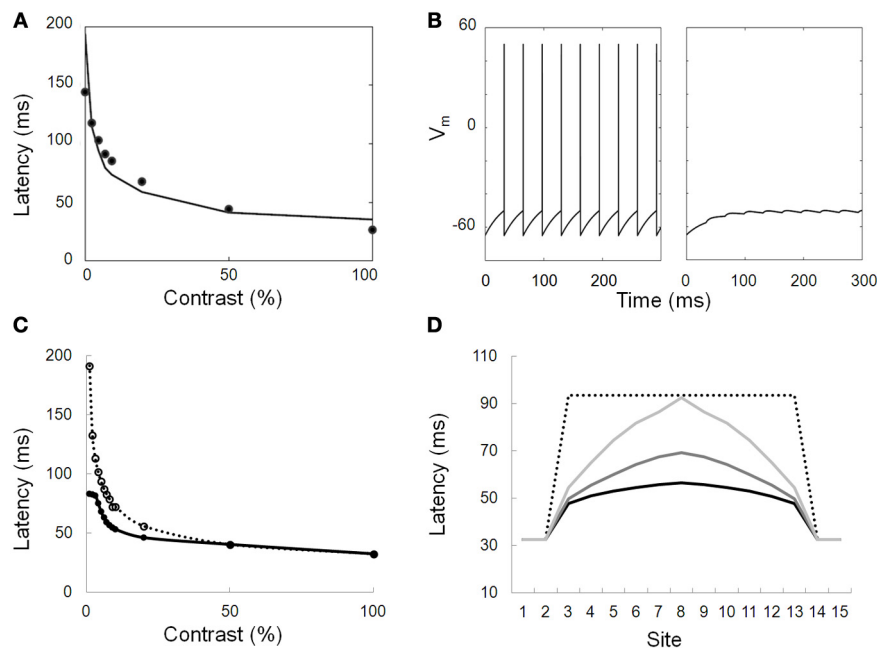 A
200
150
100
50
0
Latency (ms)
0 50 100
Contrast (%)
B
60
0
-60
Vm
0 100 200 0 100 200 300
Time (ms)
C
200
150
100
50
0
Latency (ms)
0 50 100
Contrast (%)
D
110
90
70
50
30
10
Latency (ms)
1 2 3 4 5 6 7 8 9 10 11 12 13 14 15
Site